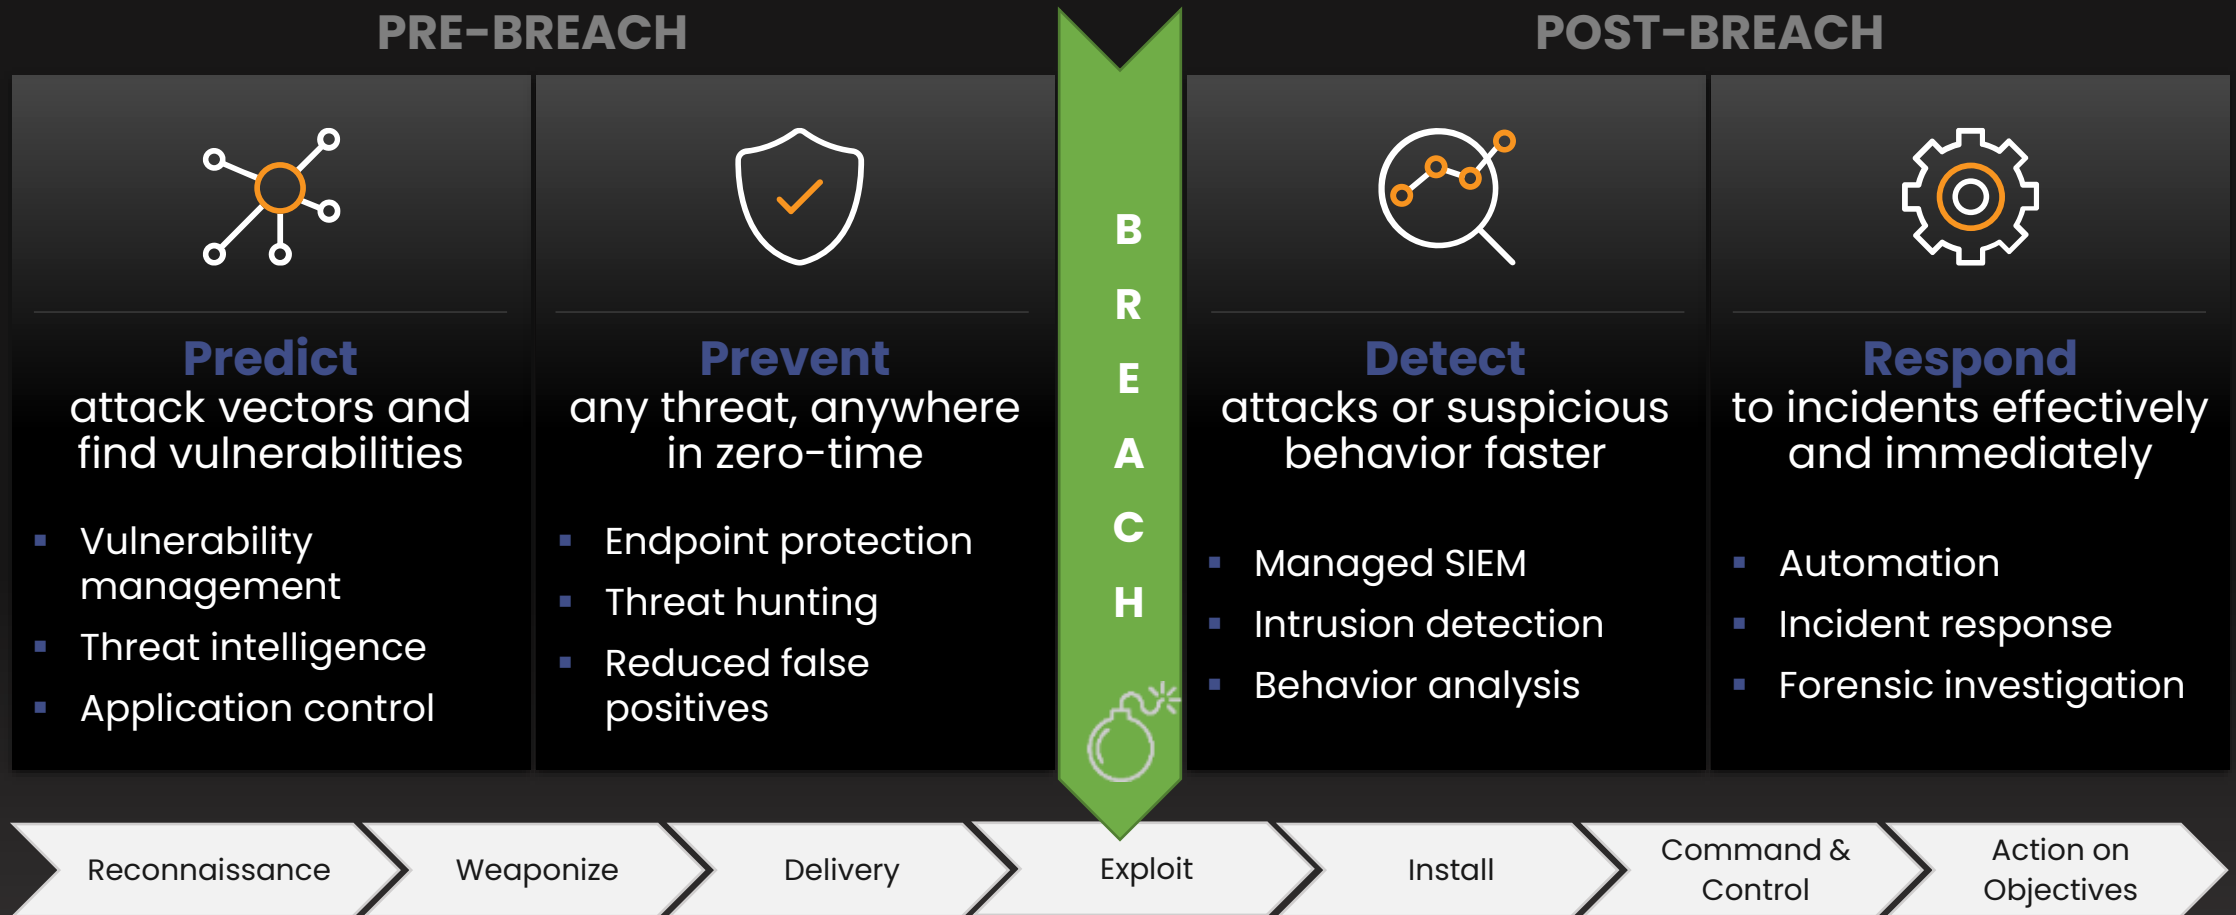 PRE-BREACH
POST-BREACH
Predict
attack vectors and
find vulnerabilities
Vulnerability
management
Threat intelligence
Application control
Prevent
any threat, anywhere
in zero-time
Endpoint protection
Threat hunting
Reduced false
positives
B
R
E
A
C
H
Detect
attacks or suspicious
behavior faster
Managed SIEM
Intrusion detection
Behavior analysis
Respond
to incidents effectively
and immediately
Automation
Incident response
Forensic investigation
Reconnaissance
Weaponize
Delivery
Exploit
Install
Command &
Control
Action on
Objectives